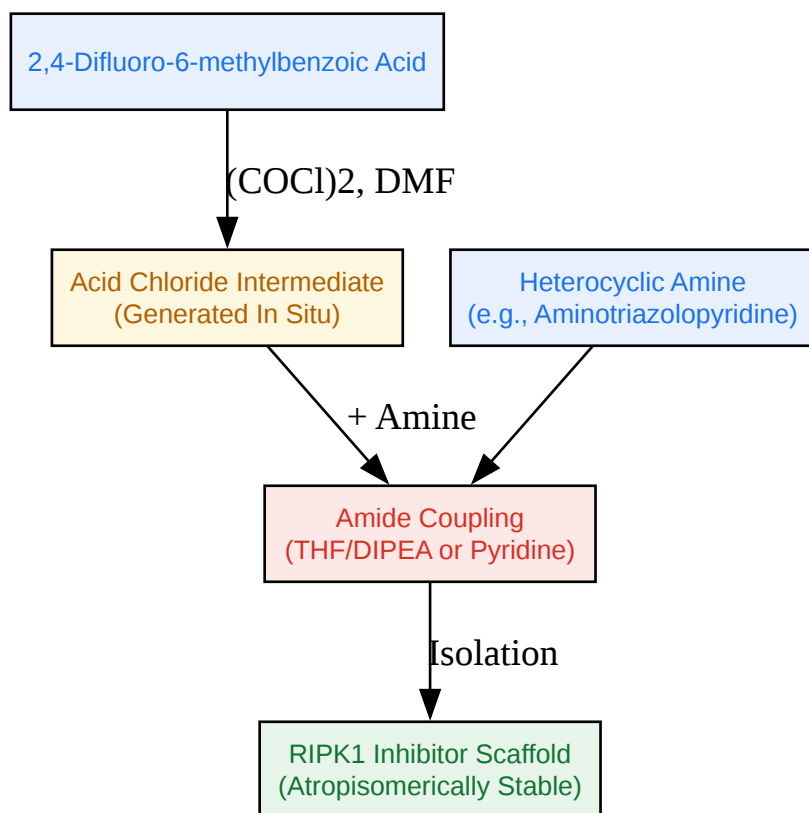 2,4-Difluoro-6-methylbenzoic Acid
(COCl)2, DMF
Acid Chloride Intermediate
(Generated In Situ)
Heterocyclic Amine
(e.g., Aminotriazolopyridine)
+ Amine
Amide Coupling
(THF/DIPEA or Pyridine)
Isolation
RIPK1 Inhibitor Scaffold
(Atropisomerically Stable)